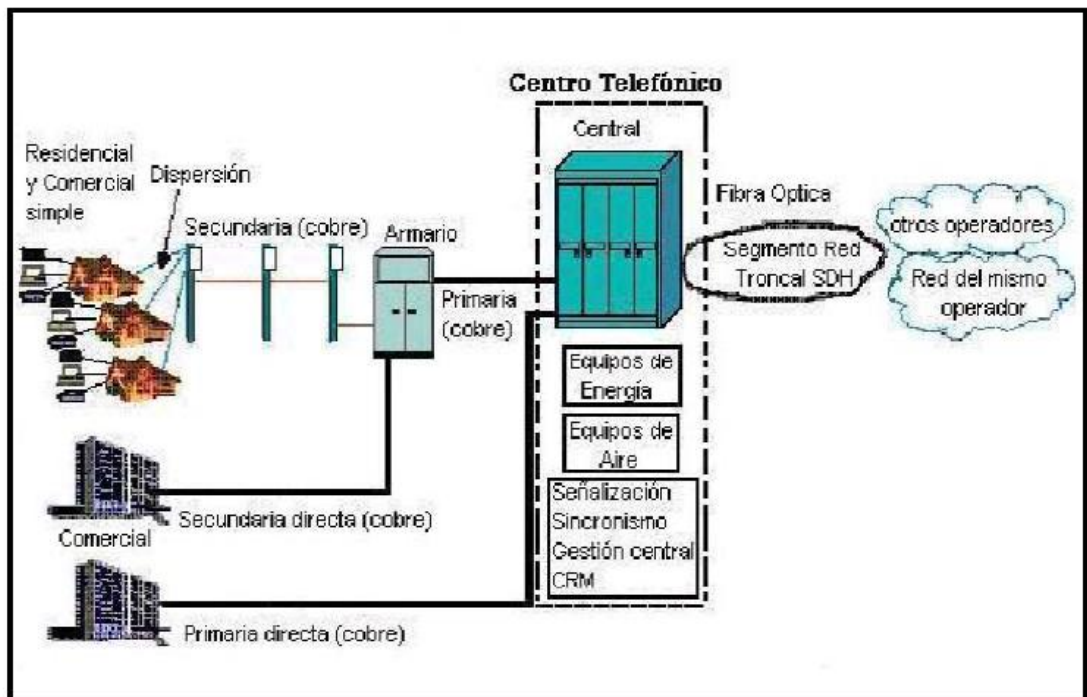 Centro Telefónico
Central
Residencial
y Comercial
simple
Dispersión
Secundaria (cobre)
Armario
Primaria
(cobre)
Fibra Optica
Segmento Red
Troncal SDH
otros operadores
Red del mismo
operador
Equipos de
Energía
Equipos de
Aire
Señalización
Sincronismo
Gestión central
CRM
Comercial
Secundaria directa (cobre)
Primaria directa (cobre)